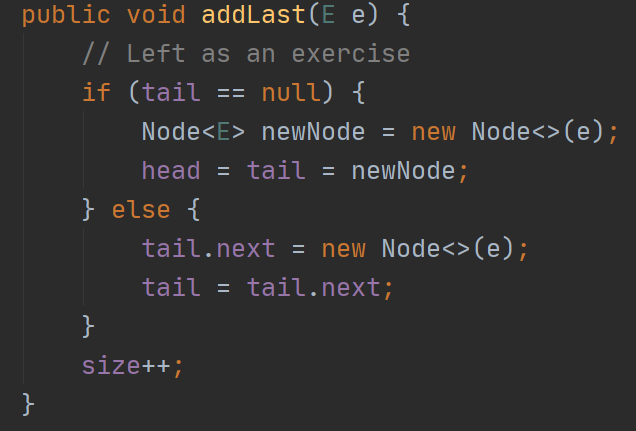 public void addLast(E e) {
    // Left as an exercise
    if (tail == null) {
        Node<E> newNode = new Node<>(e);
        head = tail = newNode;
    } else {
        tail.next = new Node<>(e);
        tail = tail.next;
    }
    size++;
}